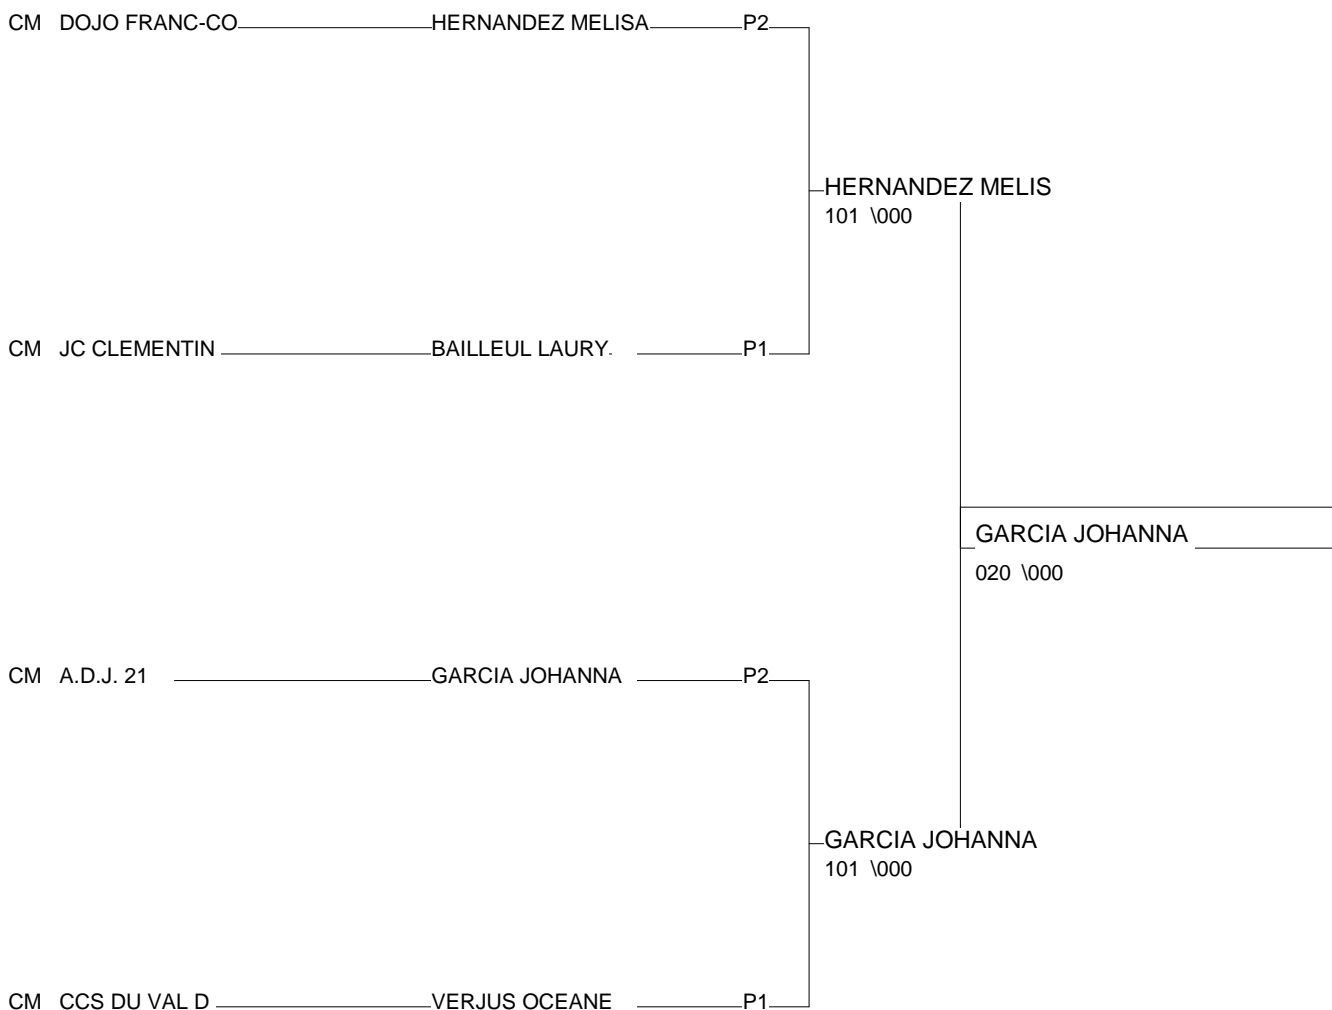 CM DOJO FRANC-CO HERNANDEZ MELISA P2
HERNANDEZ MELIS
101 \000
CM JC CLEMENTIN BAILLEUL LAURY P1
GARCIA JOHANNA
020 \000
CM A.D.J. 21 GARCIA JOHANNA P2
GARCIA JOHANNA
101 \000
CM CCS DU VAL D VERJUS OCEANE P1